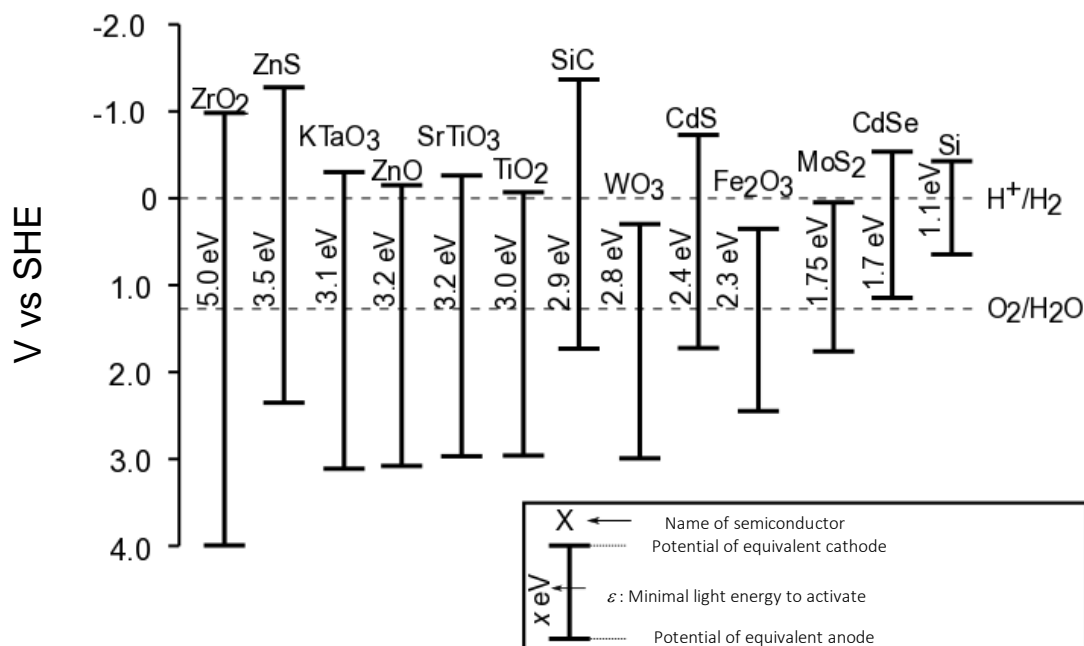 V vs SHE
-2.0
-1.0
0
1.0
2.0
3.0
4.0
ZrO2
5.0 eV
ZnS
3.5 eV
KTaO3
3.1 eV
ZnO
3.2 eV
SrTiO3
3.2 eV
TiO2
3.0 eV
SiC
2.9 eV
WO3
2.8 eV
CdS
2.4 eV
Fe2O3
2.3 eV
MoS2
1.75 eV
CdSe
1.7 eV
Si
1.1 eV
H+/H2
O2/H2O
X
Name of semiconductor
Potential of equivalent cathode
x eV
ε : Minimal light energy to activate
Potential of equivalent anode